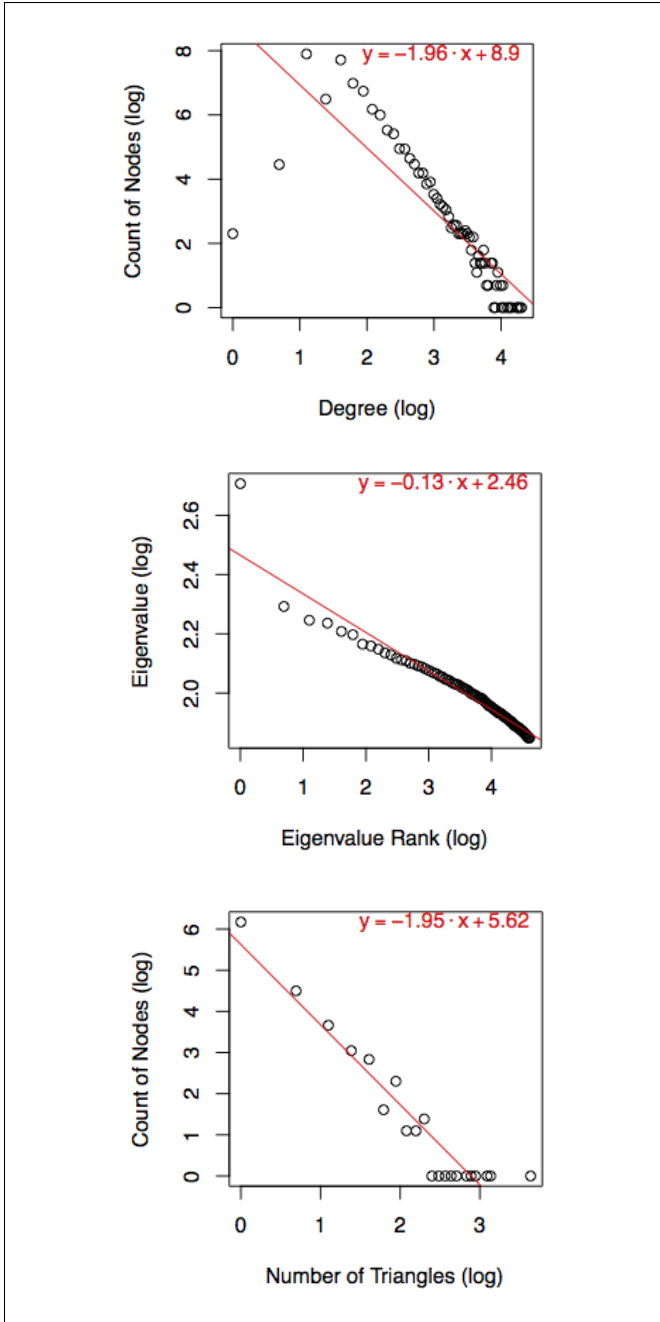 y = −1.96 · x + 8.9
Count of Nodes (log)
8
6
4
2
0
0 1 2 3 4
Degree (log)
y = −0.13 · x + 2.46
Eigenvalue (log)
2.6
2.4
2.2
2.0
0 1 2 3 4
Eigenvalue Rank (log)
y = −1.95 · x + 5.62
Count of Nodes (log)
6
5
4
3
2
1
0
0 1 2 3
Number of Triangles (log)